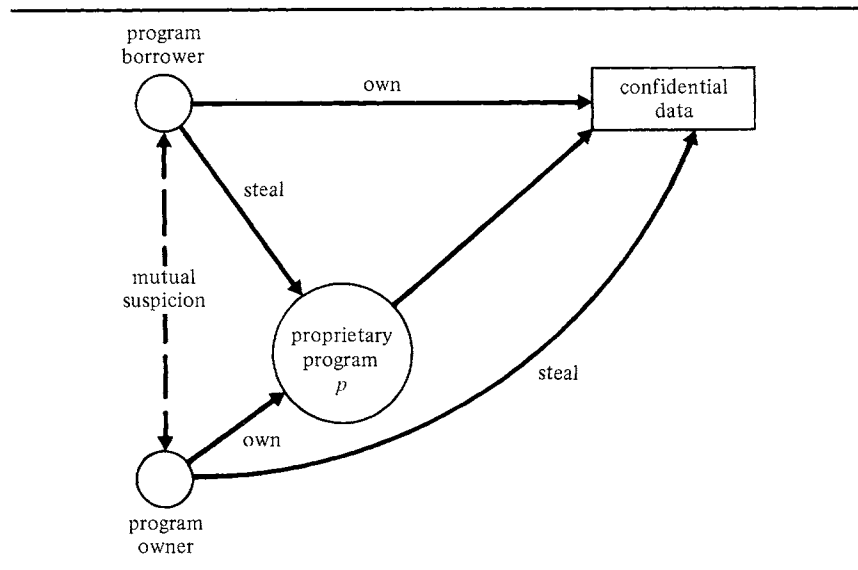 program
borrower
own
confidential
data
steal
mutual
suspicion
proprietary
program
p
steal
own
program
owner